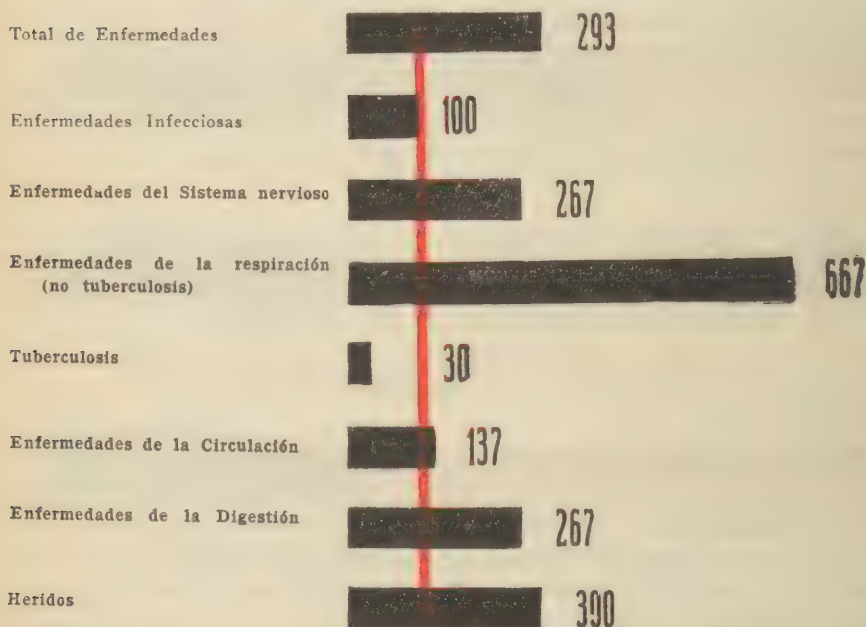 Total de Enfermedades 293
Enfermedades Infecciosas 100
Enfermedades del Sistema nervioso 267
Enfermedades de la respiración
(no tuberculosis) 667
Tuberculosis 30
Enfermedades de la Circulación 137
Enfermedades de la Digestión 267
Heridos